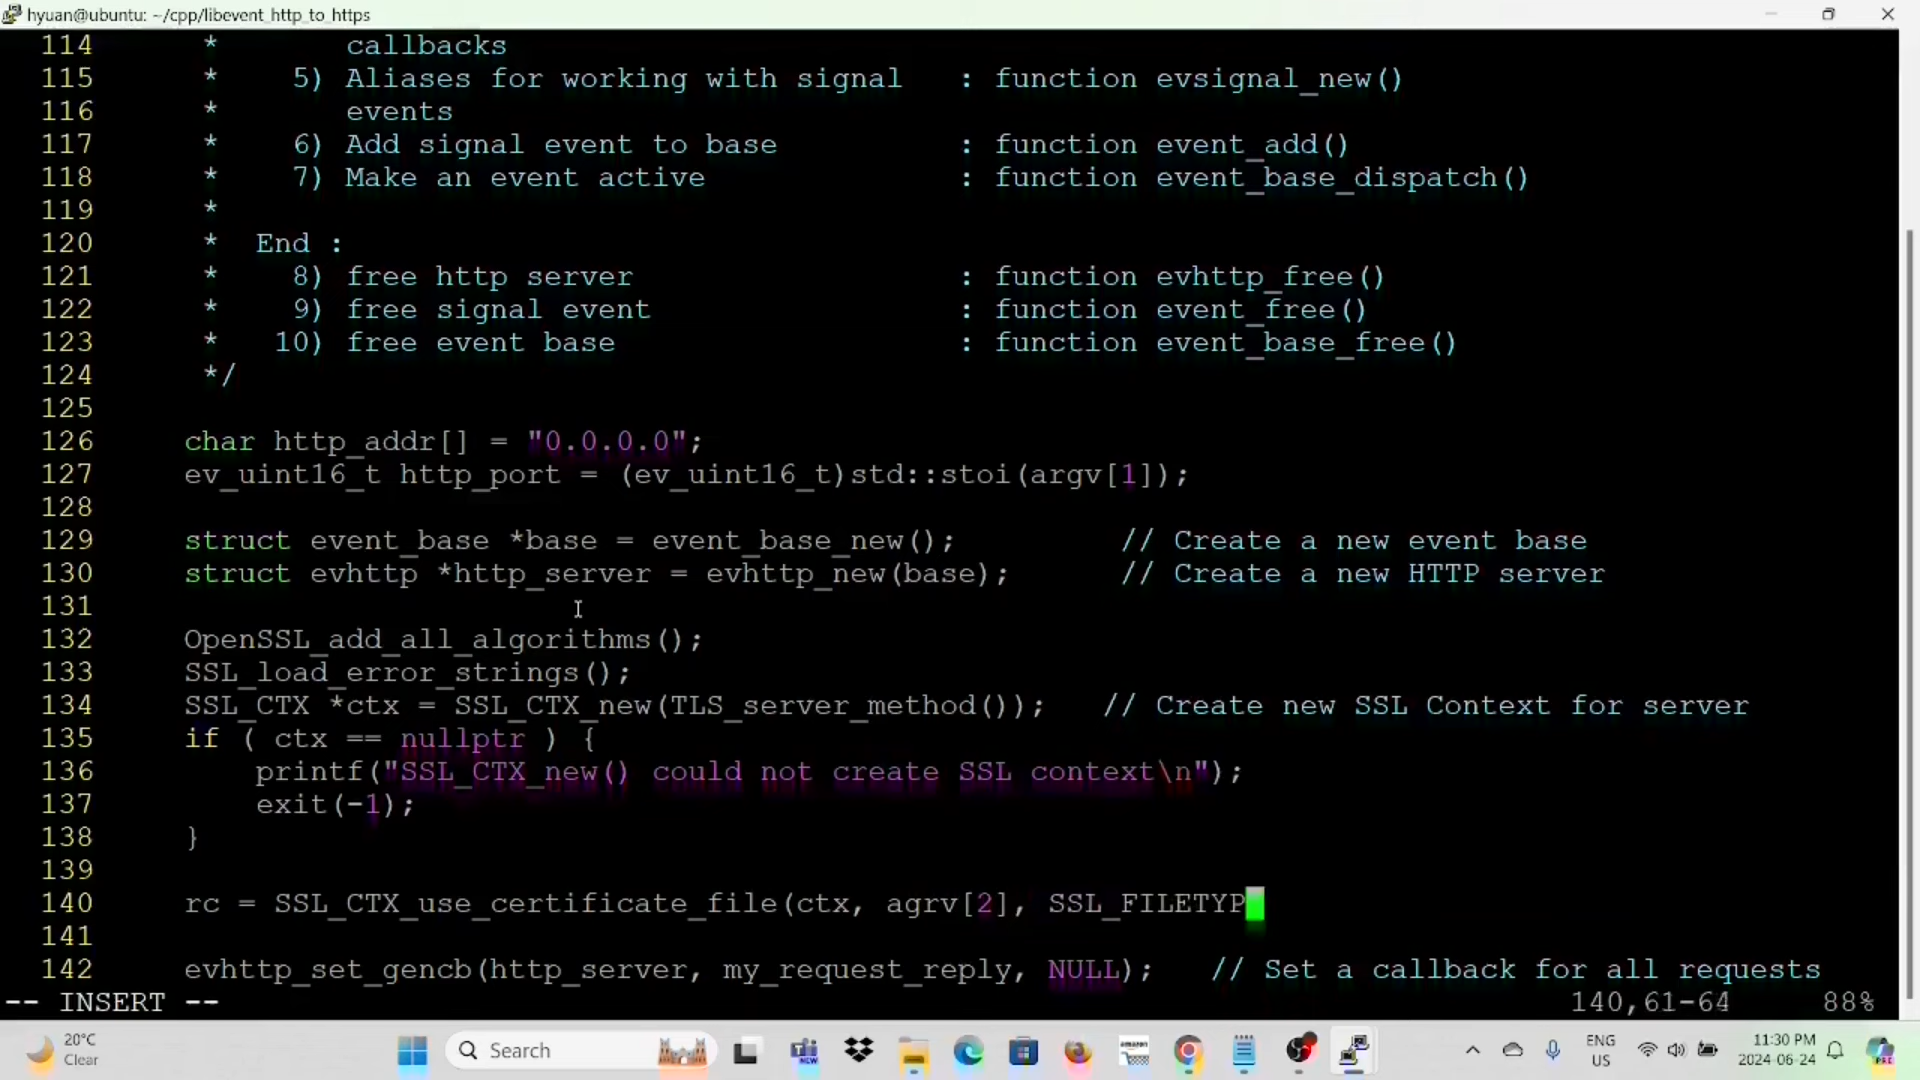 hyuan@ubuntu: ~/cpp/libevent_http_to_https
114 * callbacks
115 * 5) Aliases for working with signal : function evsignal_new()
116 * events
117 * 6) Add signal event to base : function event_add()
118 * 7) Make an event active : function event_base_dispatch()
119 *
120 * End :
121 * 8) free http server : function evhttp_free()
122 * 9) free signal event : function event_free()
123 * 10) free event base : function event_base_free()
124 */
125
126 char http_addr[] = "0.0.0.0";
127 ev_uint16_t http_port = (ev_uint16_t)std::stoi(argv[1]);
128
129 struct event_base *base = event_base_new(); // Create a new event base
130 struct evhttp *http_server = evhttp_new(base); // Create a new HTTP server
131
132 OpenSSL_add_all_algorithms();
133 SSL_load_error_strings();
134 SSL_CTX *ctx = SSL_CTX_new(TLS_server_method()); // Create new SSL Context for server
135 if ( ctx == nullptr ) {
136 printf("SSL_CTX_new() could not create SSL context\n");
137 exit(-1);
138 }
139
140 rc = SSL_CTX_use_certificate_file(ctx, agrv[2], SSL_FILETYP
141
142 evhttp_set_gencb(http_server, my_request_reply, NULL); // Set a callback for all requests
-- INSERT -- 140,61-64 88%
20°C
Clear
Search
NEW
amazon
ENG
US
11:30 PM
2024-06-24
PRE